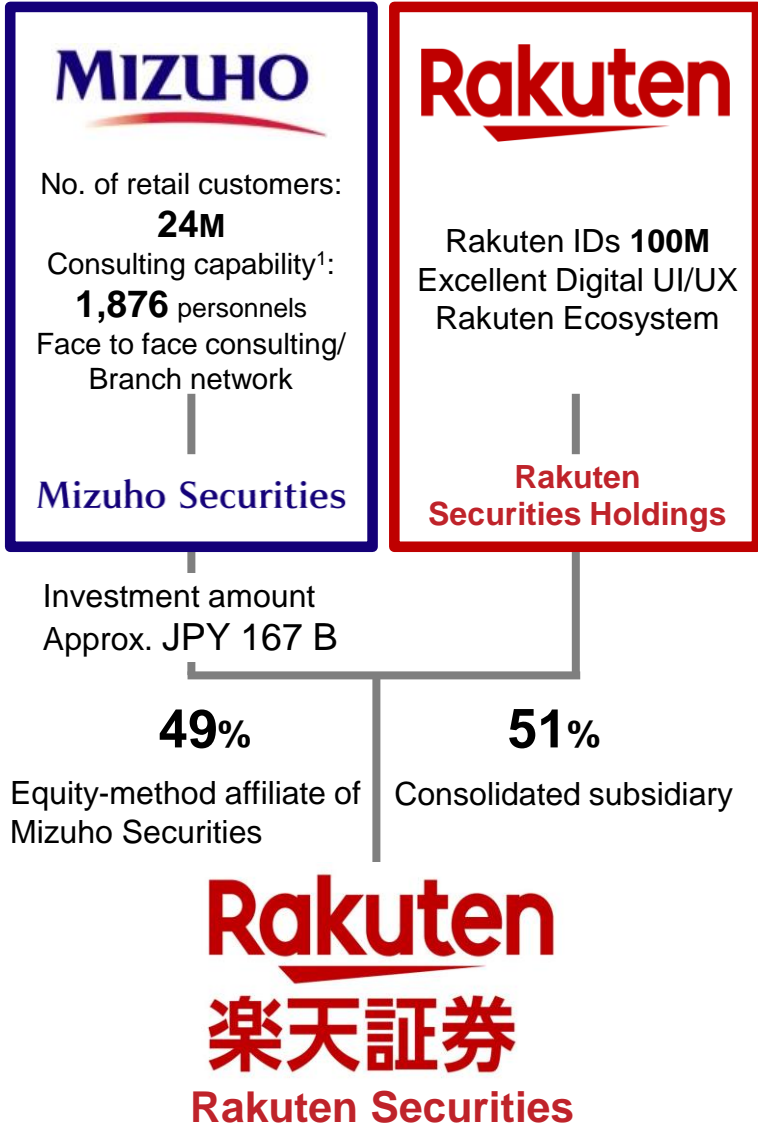 MIZUHO
No. of retail customers:
24M
Consulting capability¹:
1,876 personnels
Face to face consulting/
Branch network
Mizuho Securities
Rakuten
Rakuten IDs 100M
Excellent Digital UI/UX
Rakuten Ecosystem
Rakuten
Securities Holdings
Investment amount
Approx. JPY 167 B
49%
Equity-method affiliate of
Mizuho Securities
51%
Consolidated subsidiary
Rakuten
楽天証券
Rakuten Securities